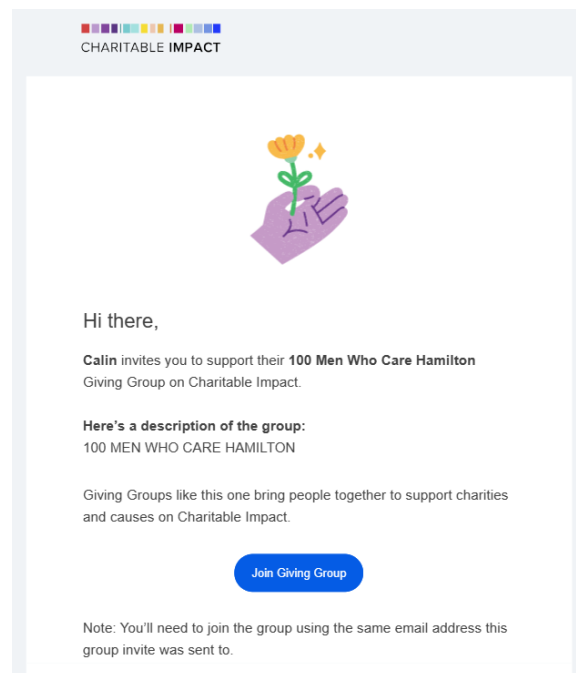 CHARITABLE IMPACT
Hi there,
Calin invites you to support their 100 Men Who Care Hamilton
Giving Group on Charitable Impact.
Here's a description of the group:
100 MEN WHO CARE HAMILTON
Giving Groups like this one bring people together to support charities
and causes on Charitable Impact.
Join Giving Group
Note: You'll need to join the group using the same email address this
group invite was sent to.